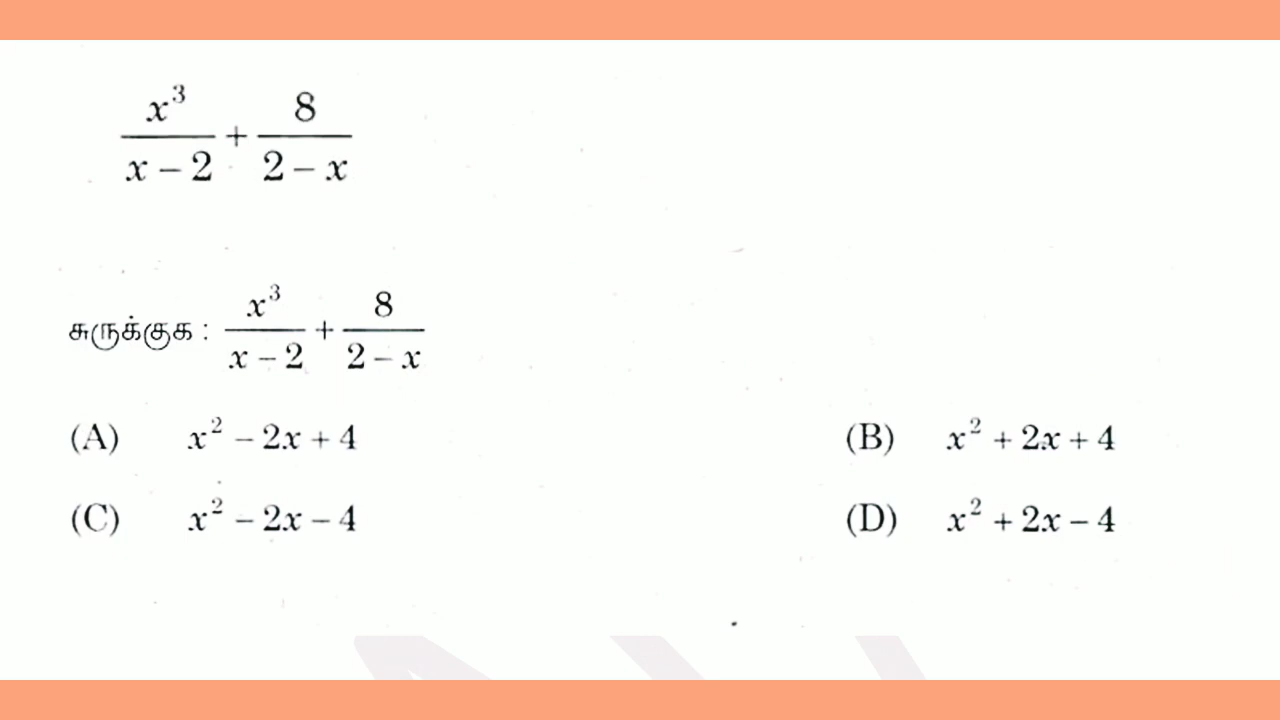 x³/(x – 2) + 8/(2 – x)
சுருக்குக : x³/(x – 2) + 8/(2 – x)
(A) x² – 2x + 4 (B) x² + 2x + 4
(C) x² – 2x – 4 (D) x² + 2x – 4